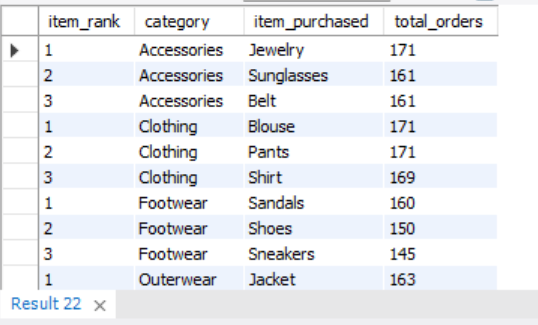 item_rank category item_purchased total_orders
1 Accessories Jewelry 171
2 Accessories Sunglasses 161
3 Accessories Belt 161
1 Clothing Blouse 171
2 Clothing Pants 171
3 Clothing Shirt 169
1 Footwear Sandals 160
2 Footwear Shoes 150
3 Footwear Sneakers 145
1 Outerwear Jacket 163
Result 22